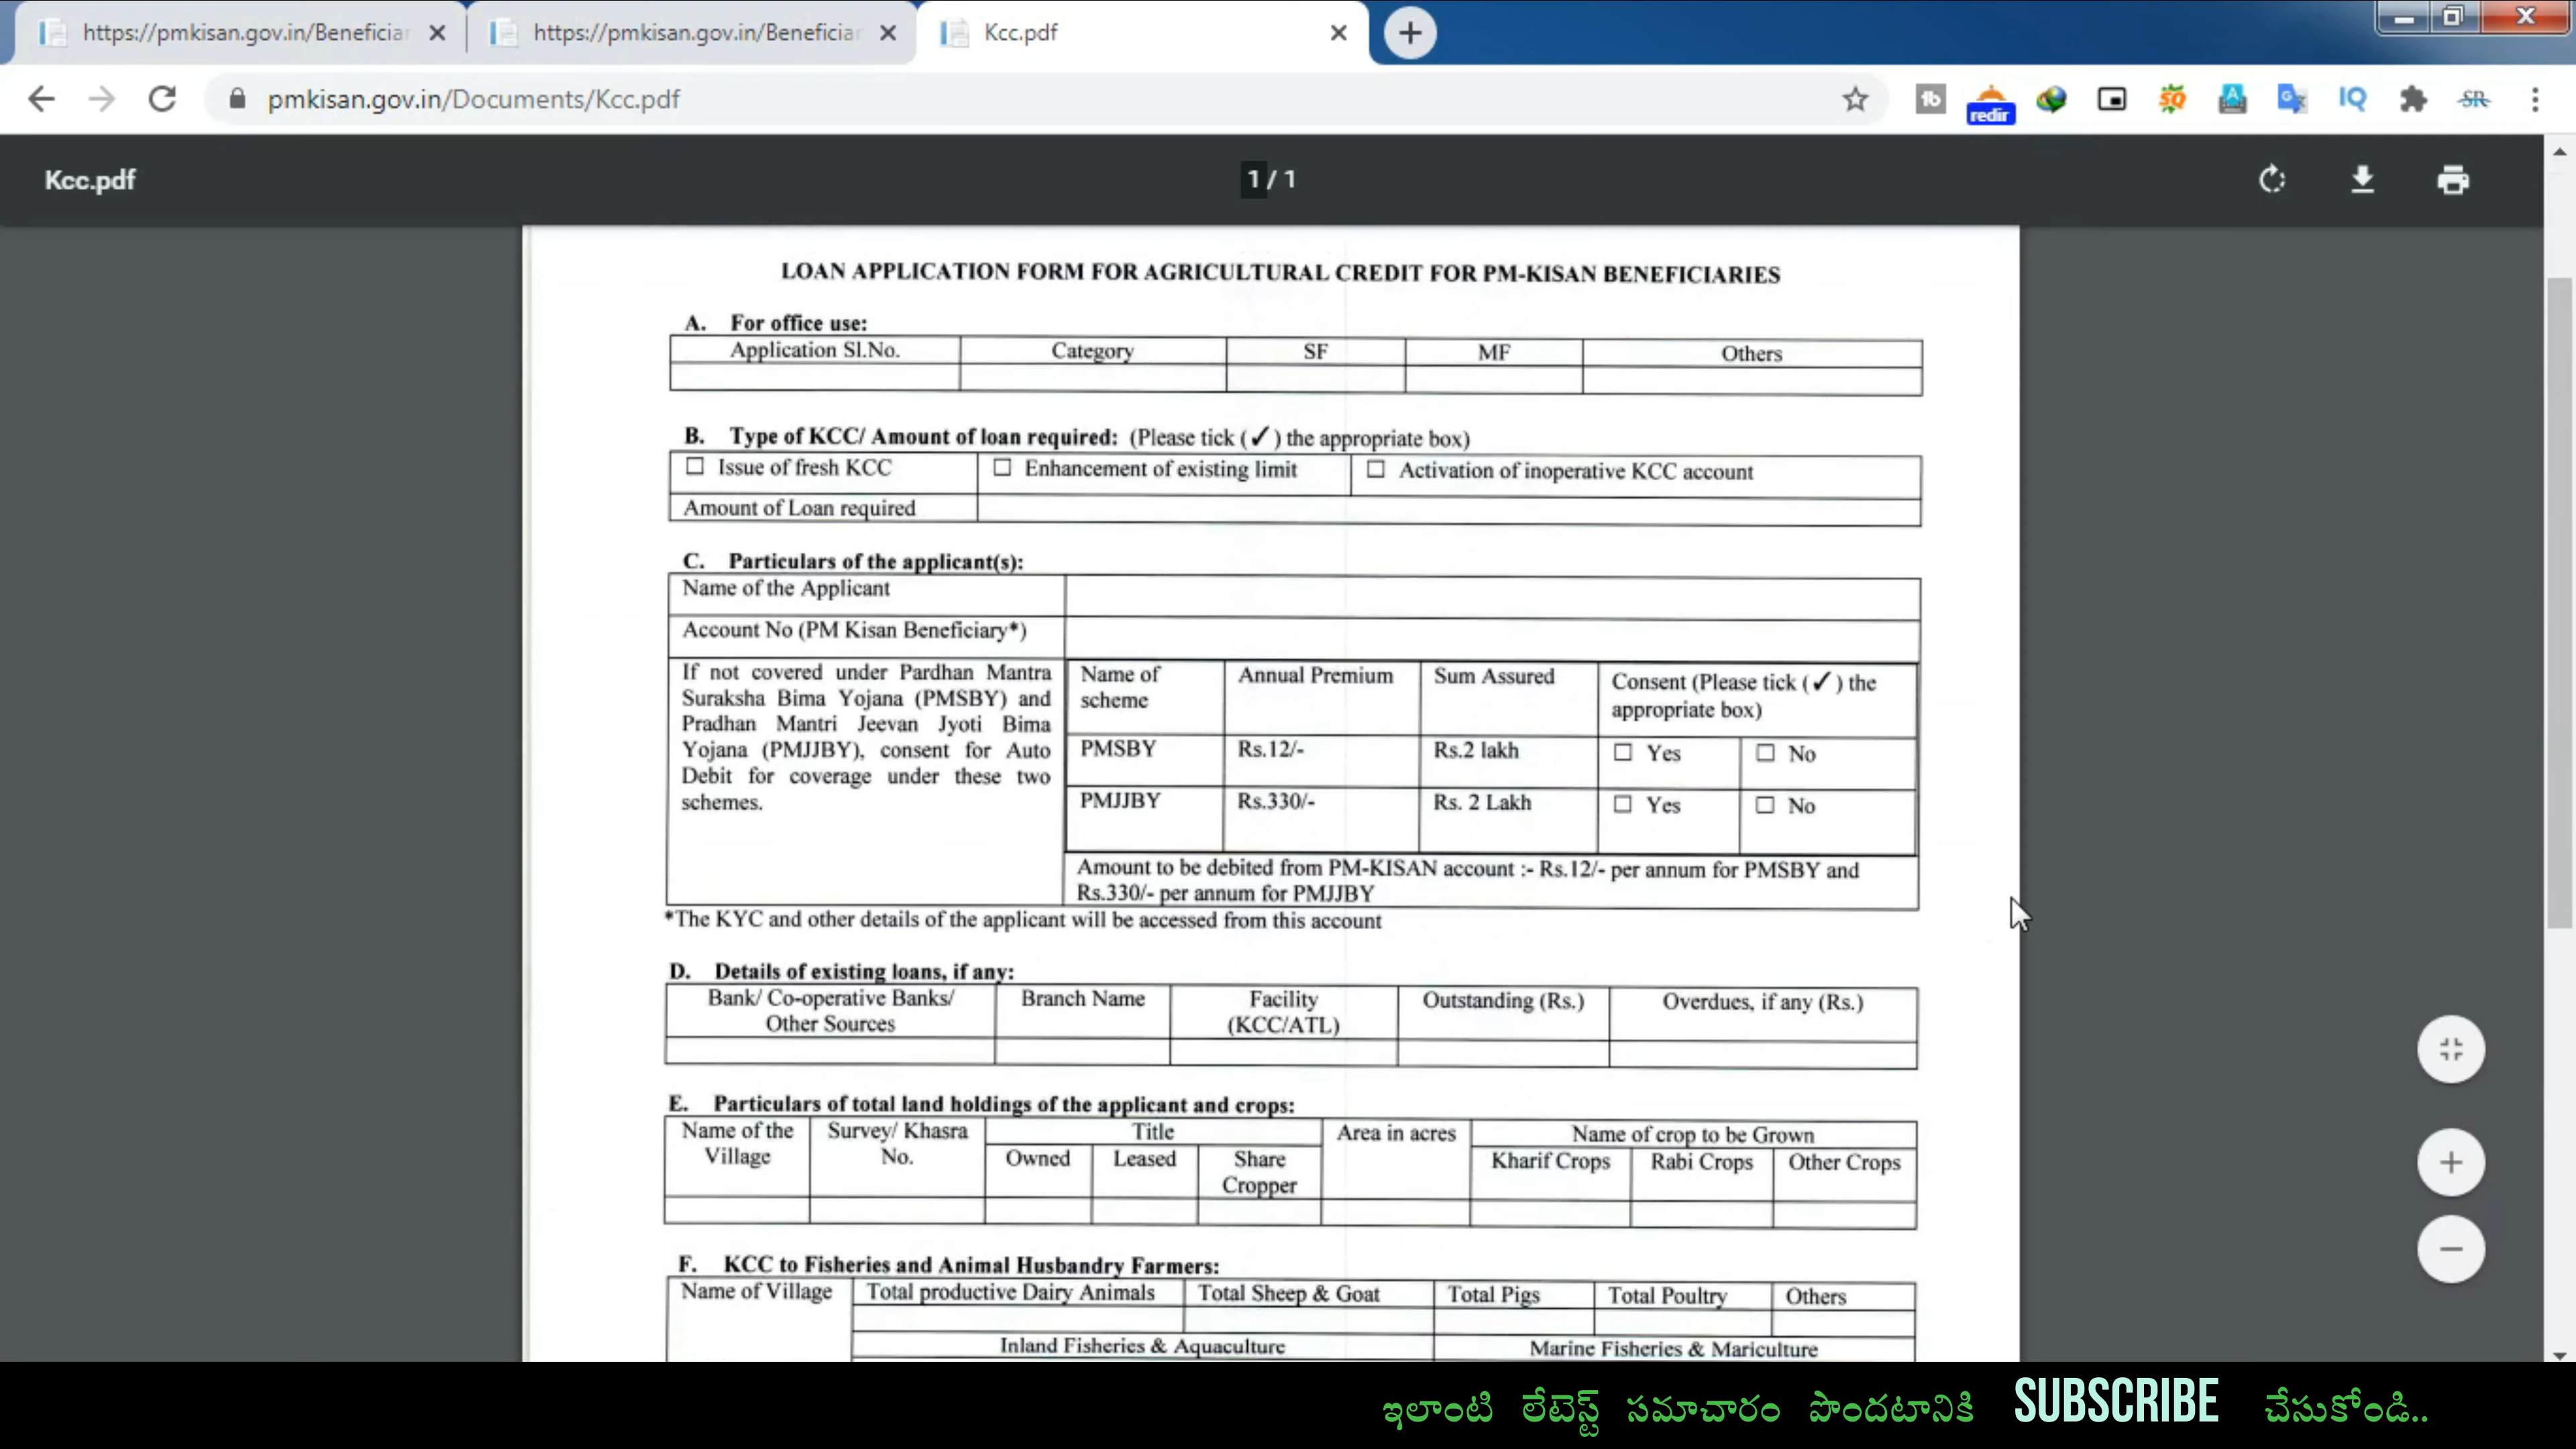 https://pmkisan.gov.in/Beneficiar
https://pmkisan.gov.in/Beneficiar
Kcc.pdf
pmkisan.gov.in/Documents/Kcc.pdf
redir
IQ
Kcc.pdf
1 / 1
LOAN APPLICATION FORM FOR AGRICULTURAL CREDIT FOR PM-KISAN BENEFICIARIES
A. For office use:
Application Sl.No. Category SF MF Others
B. Type of KCC/ Amount of loan required: (Please tick (✓) the appropriate box)
☐ Issue of fresh KCC ☐ Enhancement of existing limit ☐ Activation of inoperative KCC account
Amount of Loan required
C. Particulars of the applicant(s):
Name of the Applicant
Account No (PM Kisan Beneficiary*)
If not covered under Pardhan Mantra
Suraksha Bima Yojana (PMSBY) and
Pradhan Mantri Jeevan Jyoti Bima
Yojana (PMJJBY), consent for Auto
Debit for coverage under these two
schemes.
Name of scheme Annual Premium Sum Assured Consent (Please tick (✓) the appropriate box)
PMSBY Rs.12/- Rs.2 lakh ☐ Yes ☐ No
PMJJBY Rs.330/- Rs. 2 Lakh ☐ Yes ☐ No
Amount to be debited from PM-KISAN account :- Rs.12/- per annum for PMSBY and
Rs.330/- per annum for PMJJBY
*The KYC and other details of the applicant will be accessed from this account
D. Details of existing loans, if any:
Bank/ Co-operative Banks/ Other Sources Branch Name Facility (KCC/ATL) Outstanding (Rs.) Overdues, if any (Rs.)
E. Particulars of total land holdings of the applicant and crops:
Name of the Village Survey/ Khasra No. Title Area in acres Name of crop to be Grown
Owned Leased Share Cropper Kharif Crops Rabi Crops Other Crops
F. KCC to Fisheries and Animal Husbandry Farmers:
Name of Village Total productive Dairy Animals Total Sheep & Goat Total Pigs Total Poultry Others
Inland Fisheries & Aquaculture Marine Fisheries & Mariculture
ఇలాంటి లేటెస్ట్ సమాచారం పొందటానికి SUBSCRIBE చేసుకోండి..